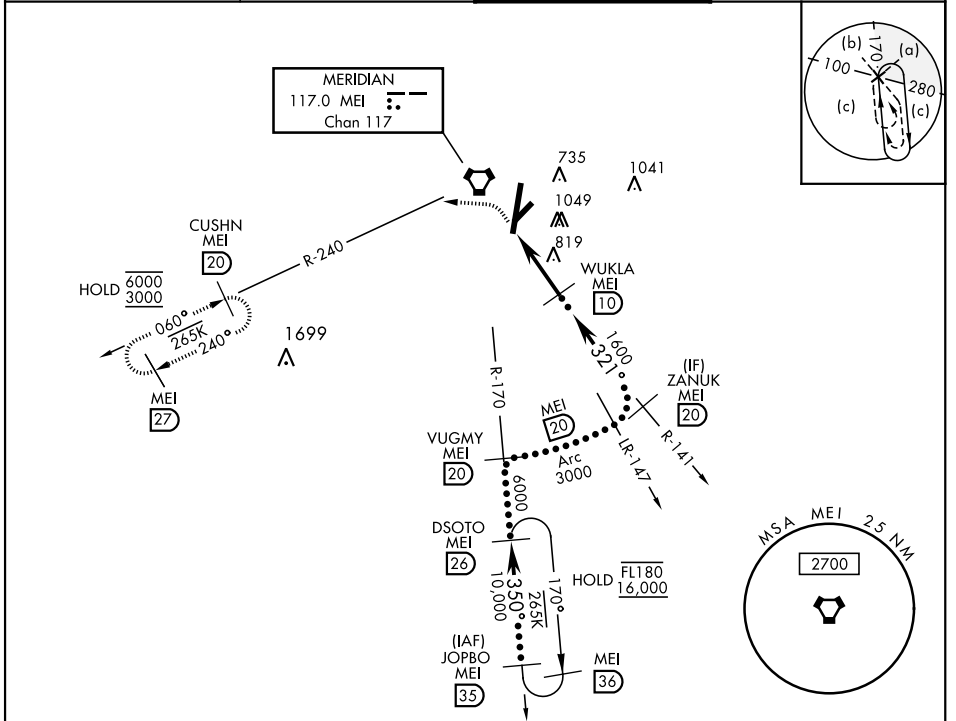 MERIDIAN
117.0 MEI
Chan 117
(b)
170
(a)
100
280
(c)
(c)
735
1041
1049
819
CUSHN
MEI
20
R-240
HOLD 6000
3000
060°
265K
240°
1699
MEI
27
WUKLA
MEI
10
1600
321°
(IF)
ZANUK
MEI
20
R-170
MEI
20
Arc
3000
LR-147
R-141
VUGMY
MEI
20
6000
DSOTO
MEI
26
HOLD FL180
16,000
170°
265K
350°
10,000
(IAF)
JOPBO
MEI
35
MEI
36
MSA MEI 25 NM
2700